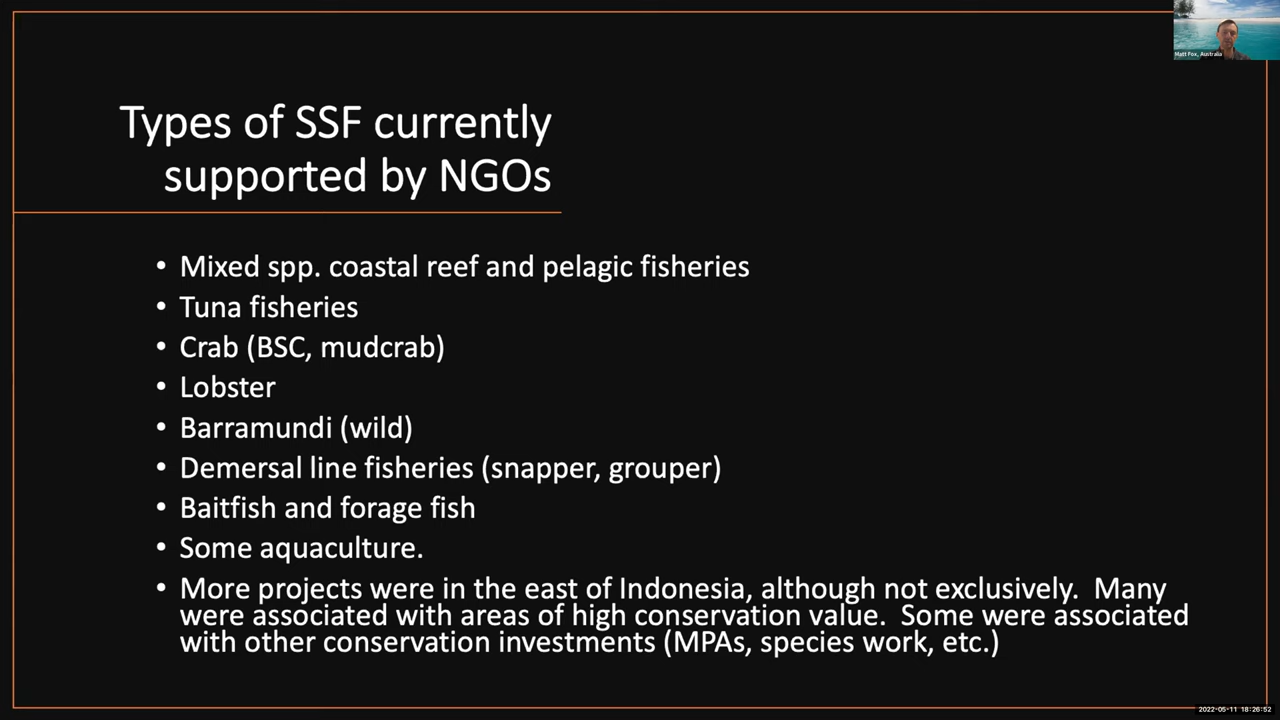 Matt Fox, Australia
Types of SSF currently
supported by NGOs
• Mixed spp. coastal reef and pelagic fisheries
• Tuna fisheries
• Crab (BSC, mudcrab)
• Lobster
• Barramundi (wild)
• Demersal line fisheries (snapper, grouper)
• Baitfish and forage fish
• Some aquaculture.
• More projects were in the east of Indonesia, although not exclusively.  Many
were associated with areas of high conservation value.  Some were associated
with other conservation investments (MPAs, species work, etc.)
2022-05-11 18:26:52